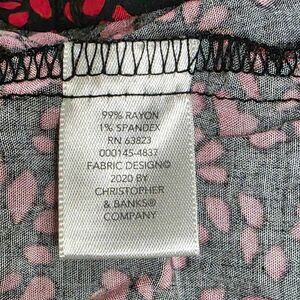 99% RAYON
1% SPANDEX
RN 63823
000145-4837
FABRIC DESIGN©
2020 BY
CHRISTOPHER
& BANKS®
COMPANY